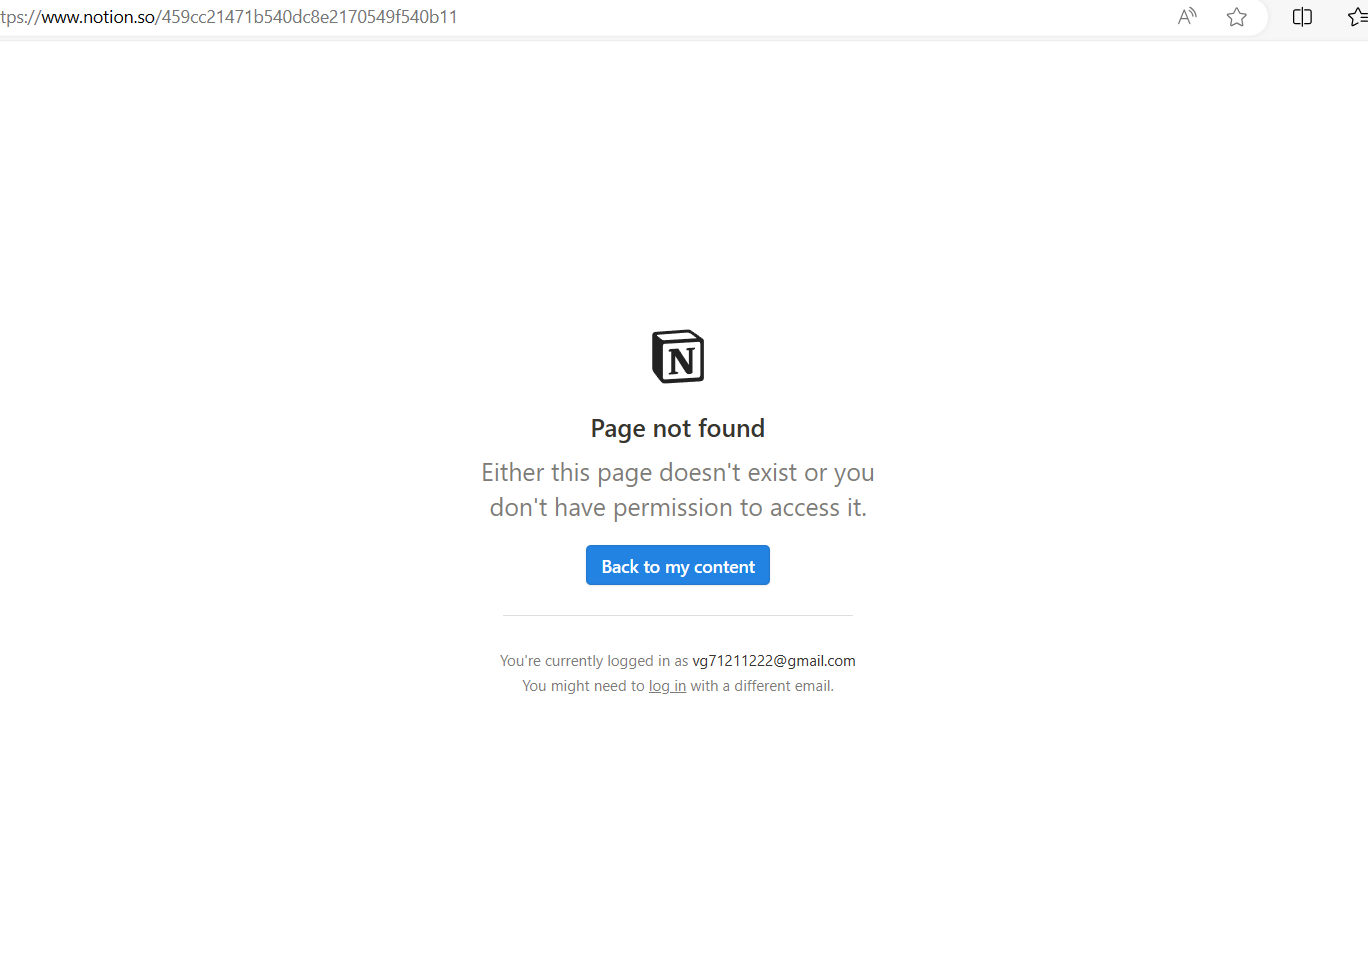 tps://www.notion.so/459cc21471b540dc8e2170549f540b11
A
N
Page not found
Either this page doesn't exist or you
don't have permission to access it.
Back to my content
You're currently logged in as vg71211222@gmail.com
You might need to log in with a different email.